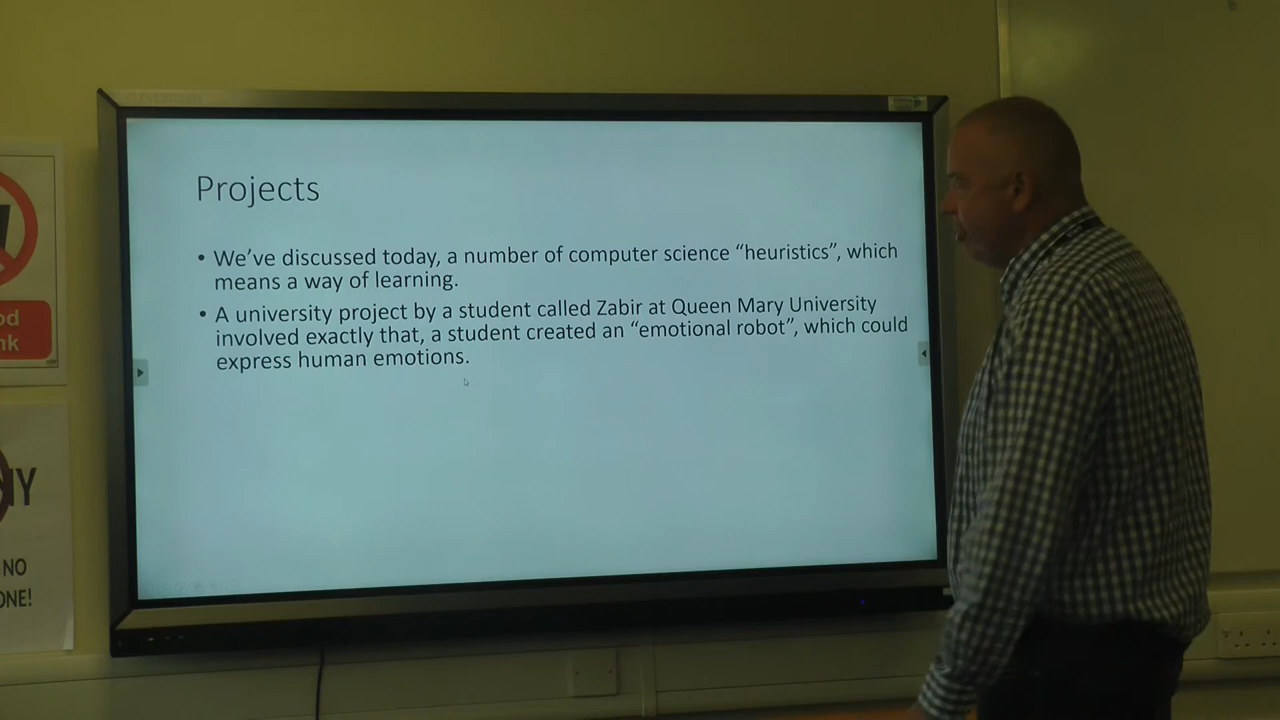 Projects
• We've discussed today, a number of computer science “heuristics”, which
means a way of learning.
• A university project by a student called Zabir at Queen Mary University
involved exactly that, a student created an “emotional robot”, which could
express human emotions.
od
nk
NY
NO
ONE!